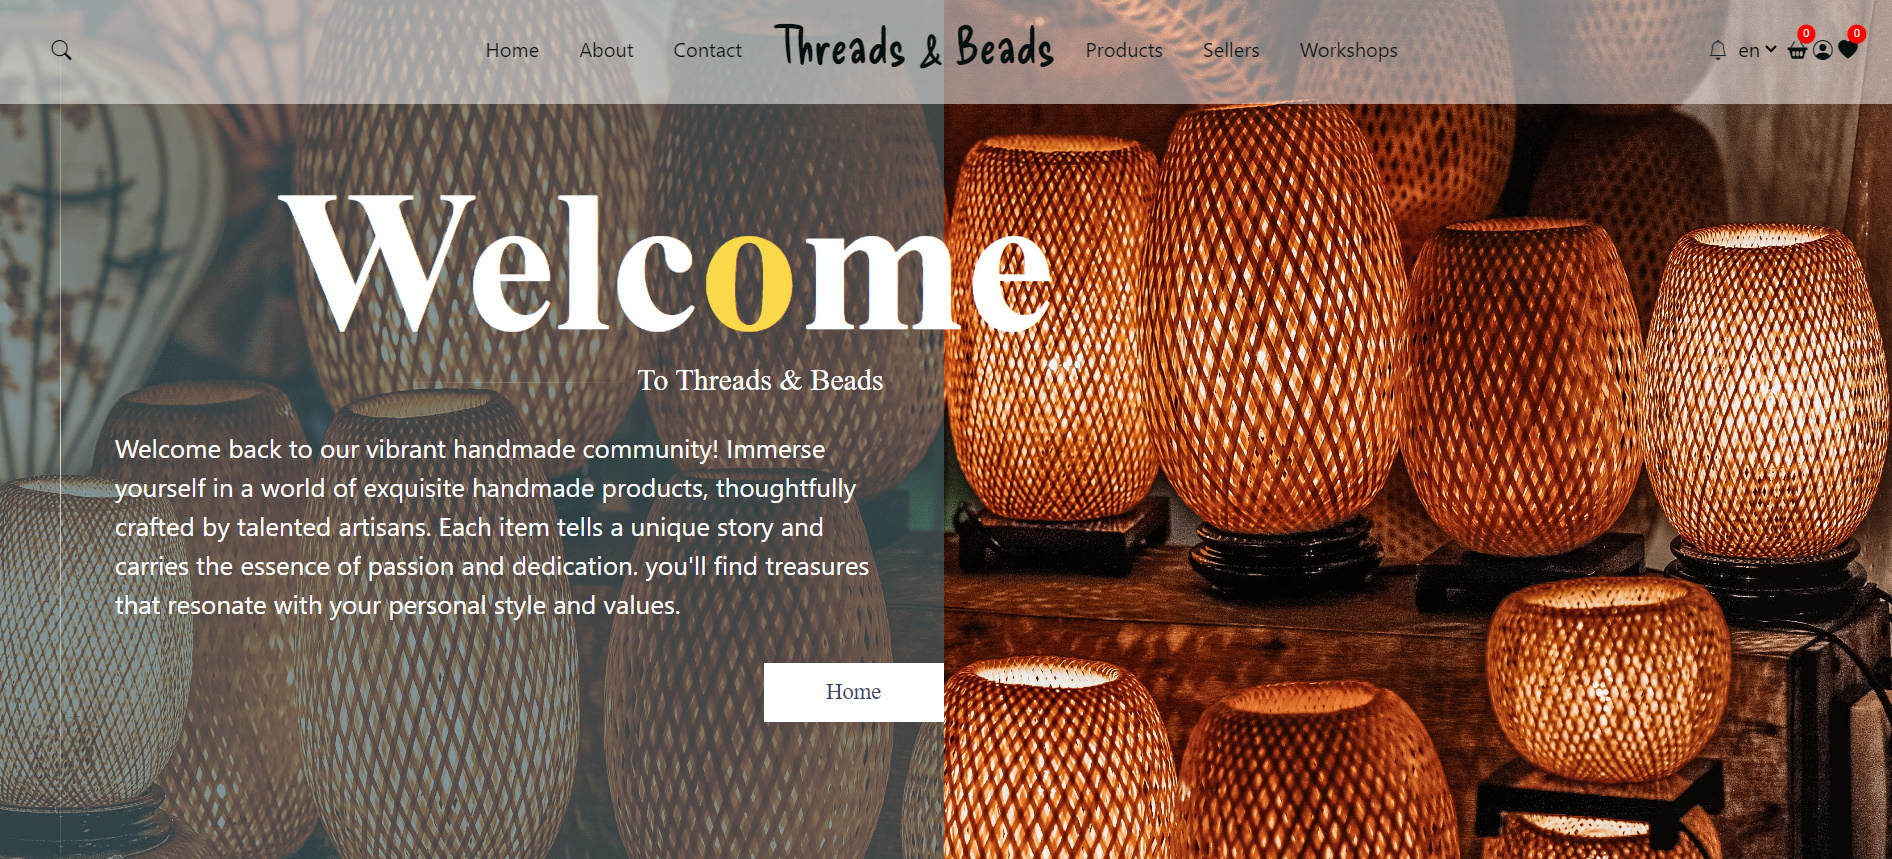 Home About Contact Threads & Beads Products Sellers Workshops en 0 0
Welcome
To Threads & Beads
Welcome back to our vibrant handmade community! Immerse
yourself in a world of exquisite handmade products, thoughtfully
crafted by talented artisans. Each item tells a unique story and
carries the essence of passion and dedication. you'll find treasures
that resonate with your personal style and values.
Home